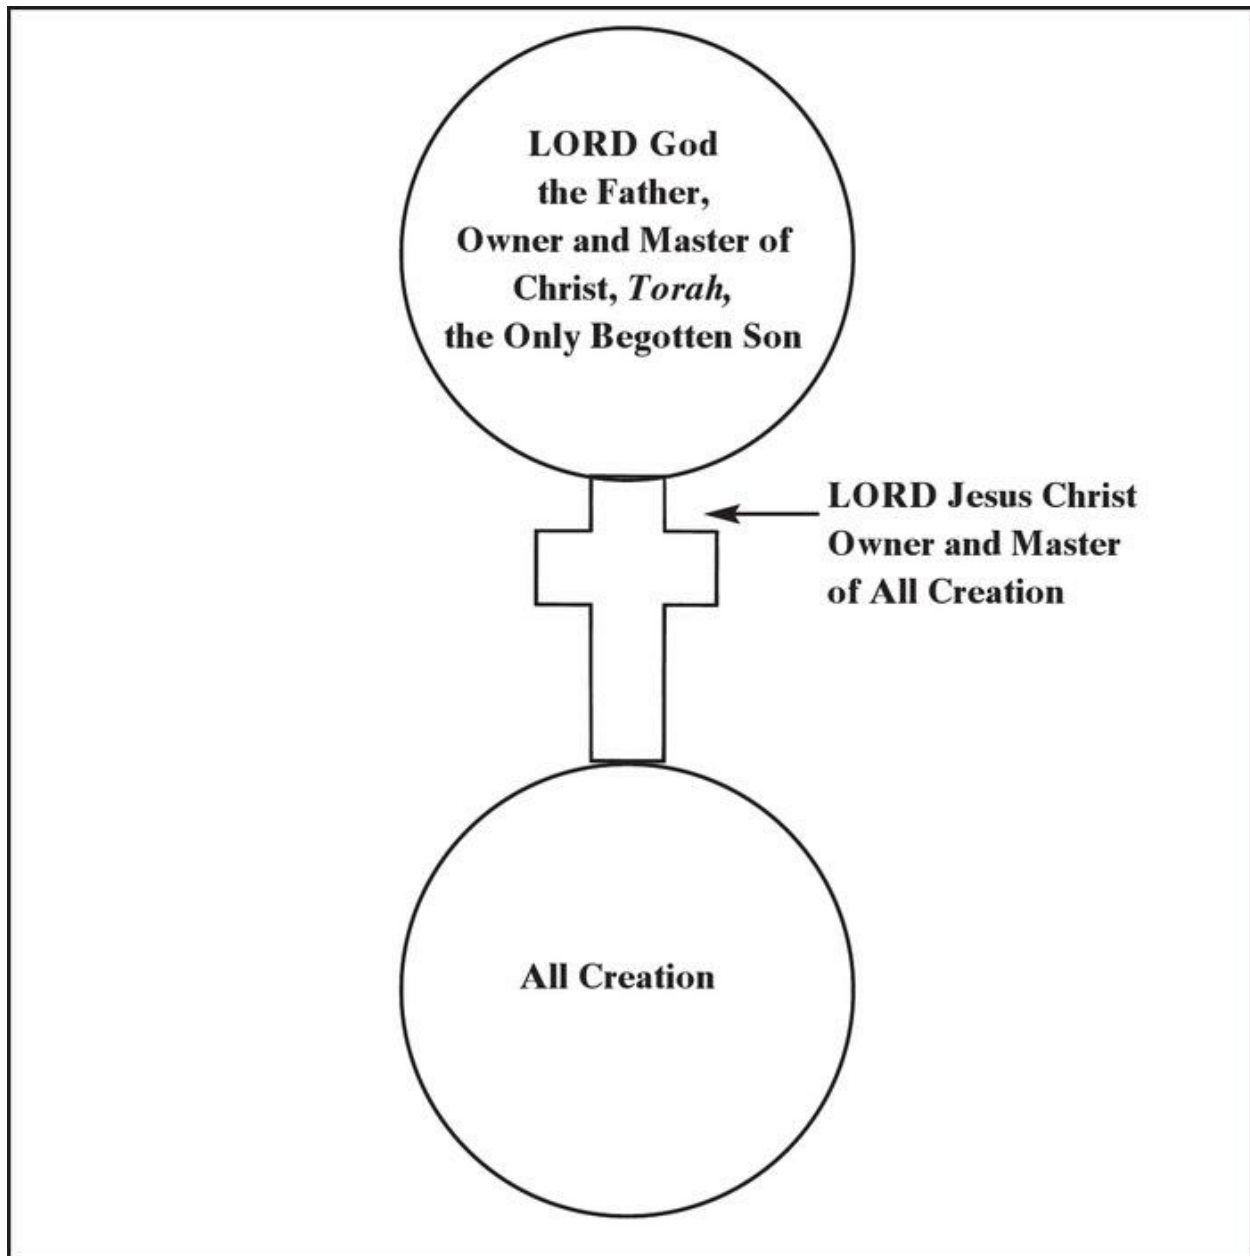 LORD God
the Father,
Owner and Master of
Christ, Torah,
the Only Begotten Son
LORD Jesus Christ
Owner and Master
of All Creation
All Creation